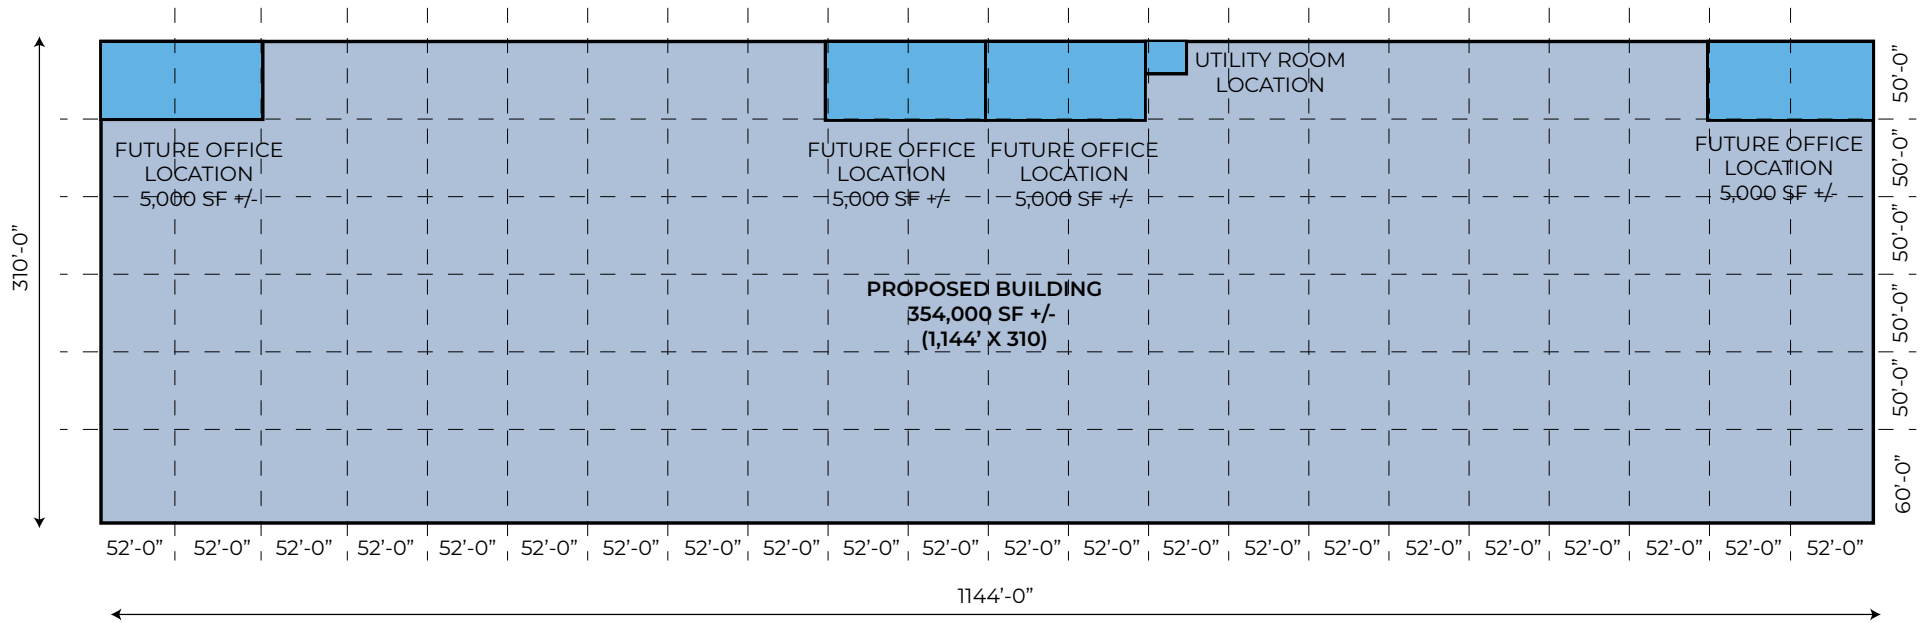 UTILITY ROOM
LOCATION
50’-0”
FUTURE OFFICE
LOCATION
5,000 SF +/-
FUTURE OFFICE
LOCATION
5,000 SF +/-
FUTURE OFFICE
LOCATION
5,000 SF +/-
FUTURE OFFICE
LOCATION
5,000 SF +/-
50’-0”
50’-0”
310’-0”
PROPOSED BUILDING
354,000 SF +/-
(1,144’ X 310)
50’-0”
50’-0”
60’-0”
52’-0” 52’-0” 52’-0” 52’-0” 52’-0” 52’-0” 52’-0” 52’-0” 52’-0” 52’-0” 52’-0” 52’-0” 52’-0” 52’-0” 52’-0” 52’-0” 52’-0” 52’-0” 52’-0” 52’-0” 52’-0” 52’-0”
1144’-0”